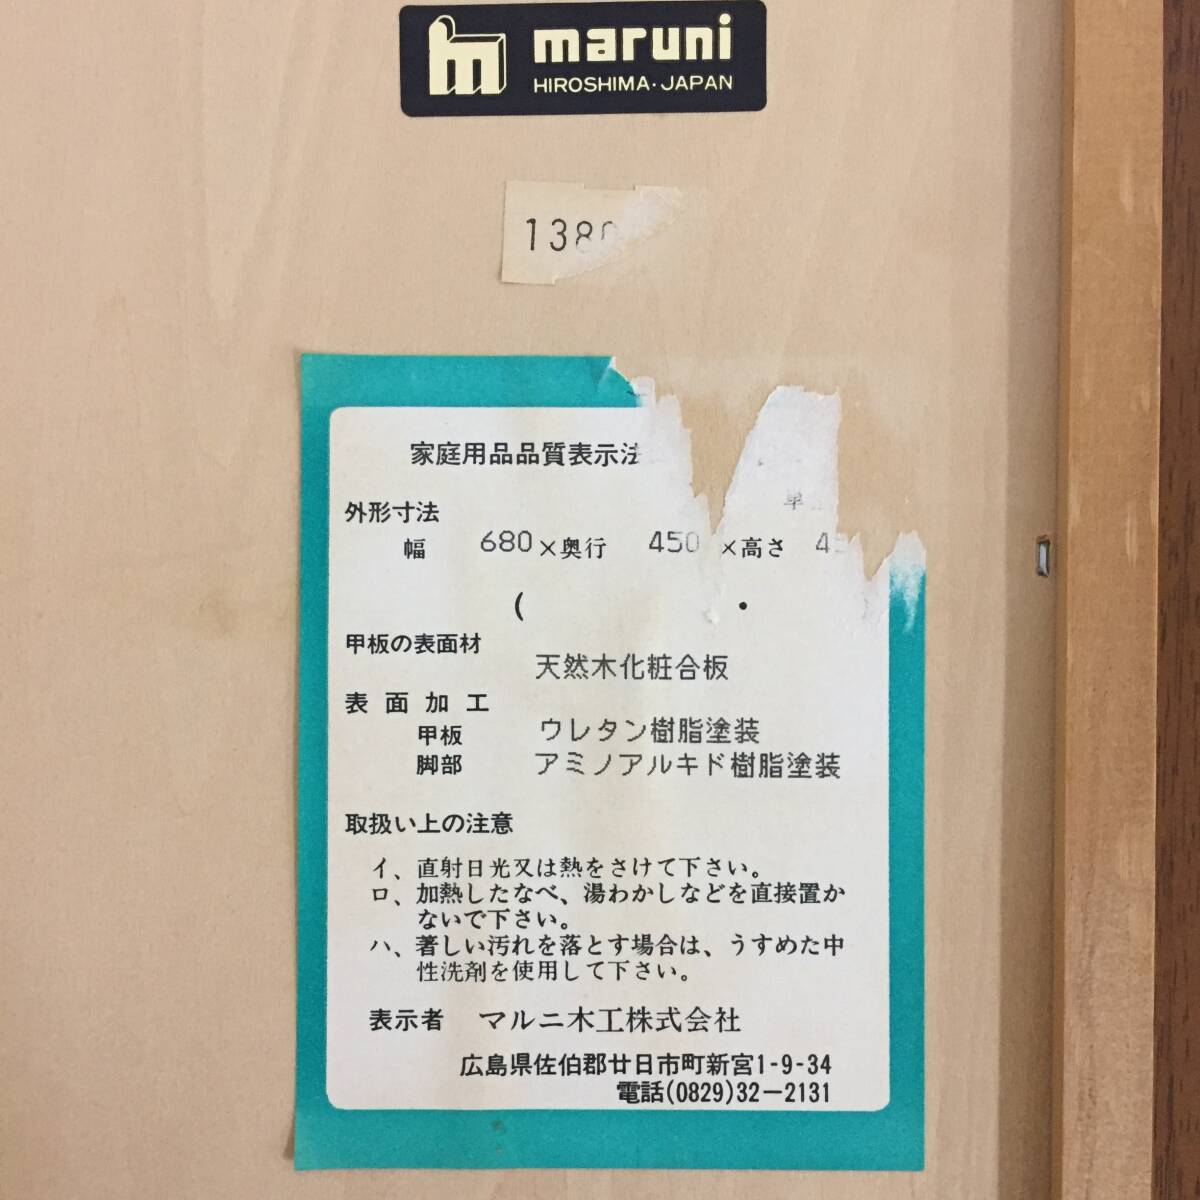 maruni
HIROSHIMA·JAPAN
138
家庭用品品質表示法
外形寸法
幅 680×奥行 450 ×高さ 4
( ・
甲板の表面材
天然木化粧合板
表面加工
甲板 ウレタン樹脂塗装
脚部 アミノアルキド樹脂塗装
取扱い上の注意
イ、直射日光又は熱をさけて下さい。
ロ、加熱したなべ、湯わかしなどを直接置か
ないで下さい。
ハ、著しい汚れを落とす場合は、うすめた中
性洗剤を使用して下さい。
表示者 マルニ木工株式会社
広島県佐伯郡廿日市町新宮1-9-34
電話(0829)32-2131